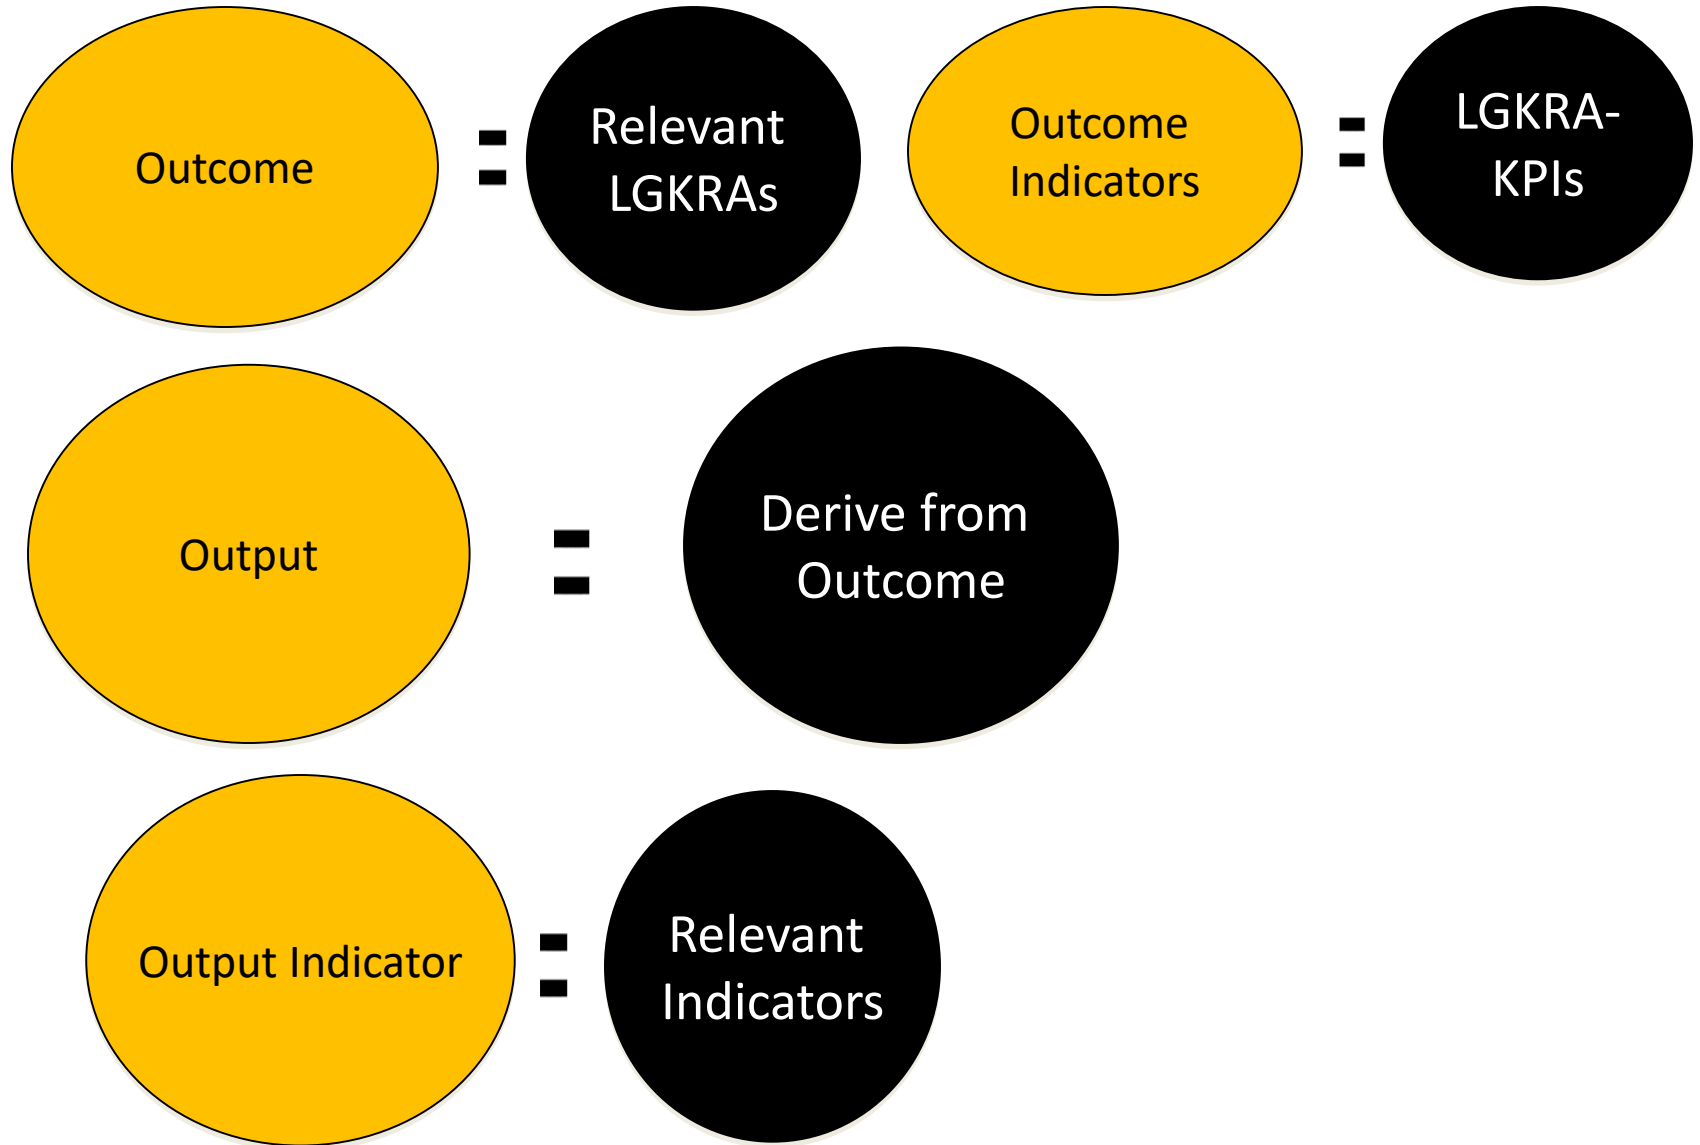 Outcome
=
Relevant
LGKRAs
Outcome
Indicators
=
LGKRA-
KPIs
Output
=
Derive from
Outcome
Output Indicator
=
Relevant
Indicators